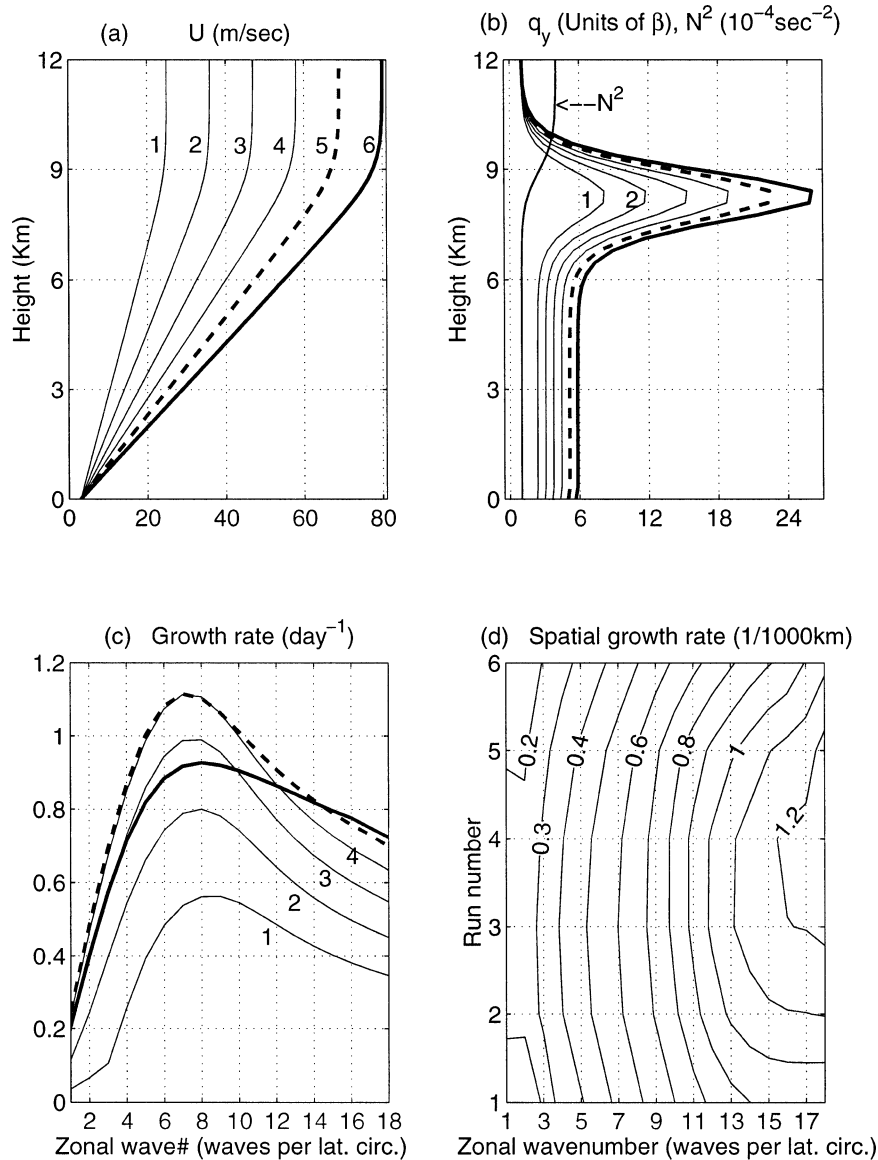 (a) U (m/sec)
12
9
6
3
0
Height (Km)
1 2 3 4 5 6
0 20 40 60 80
(b) q_y (Units of β), N² (10⁻⁴sec⁻²)
12
9
6
3
0
Height (Km)
<--N²
1 2
0 6 12 18 24
(c) Growth rate (day⁻¹)
1.2
1
0.8
0.6
0.4
0.2
0
4
3
2
1
2 4 6 8 10 12 14 16 18
Zonal wave# (waves per lat. circ.)
(d) Spatial growth rate (1/1000km)
6
5
4
3
2
1
Run number
0.2 0.4 0.6 0.8 1
0.3 1.2
1 3 5 7 9 11 13 15 17
Zonal wavenumber (waves per lat. circ.)